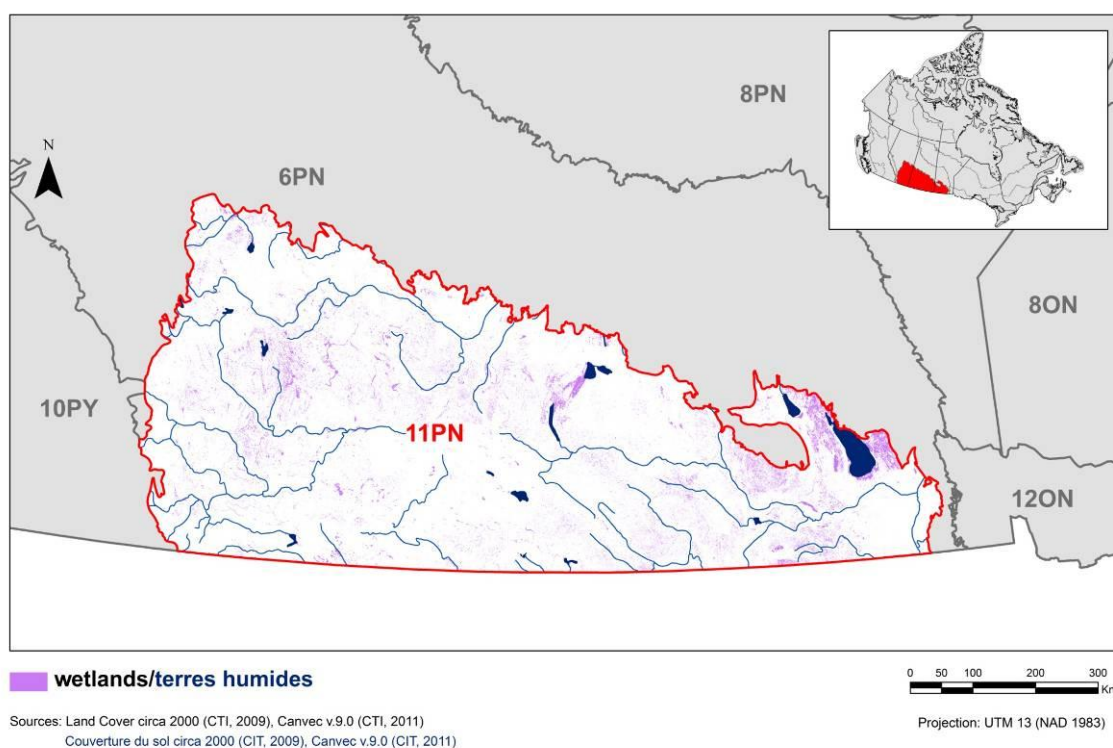 8PN
N
6PN
8ON
10PY
11PN
12ON
wetlands/terres humides
0 50 100 200 300
Km
Sources: Land Cover circa 2000 (CTI, 2009), Canvec v.9.0 (CTI, 2011)
Projection: UTM 13 (NAD 1983)
Couverture du sol circa 2000 (CIT, 2009), Canvec v.9.0 (CIT, 2011)